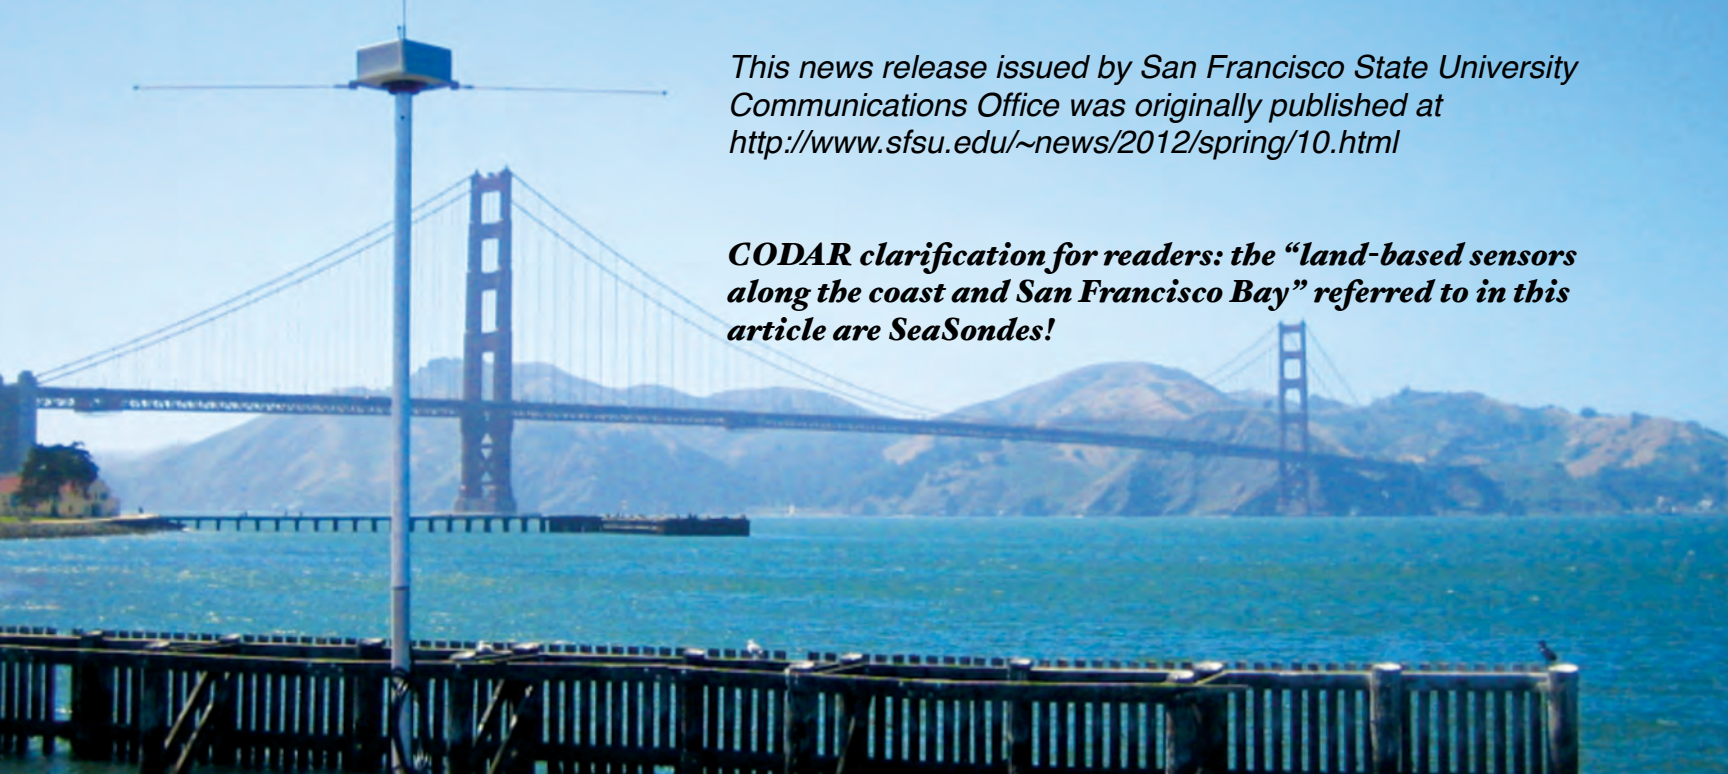 This news release issued by San Francisco State University
Communications Office was originally published at
http://www.sfsu.edu/~news/2012/spring/10.html
CODAR clarification for readers: the “land-based sensors
along the coast and San Francisco Bay” referred to in this
article are SeaSondes!